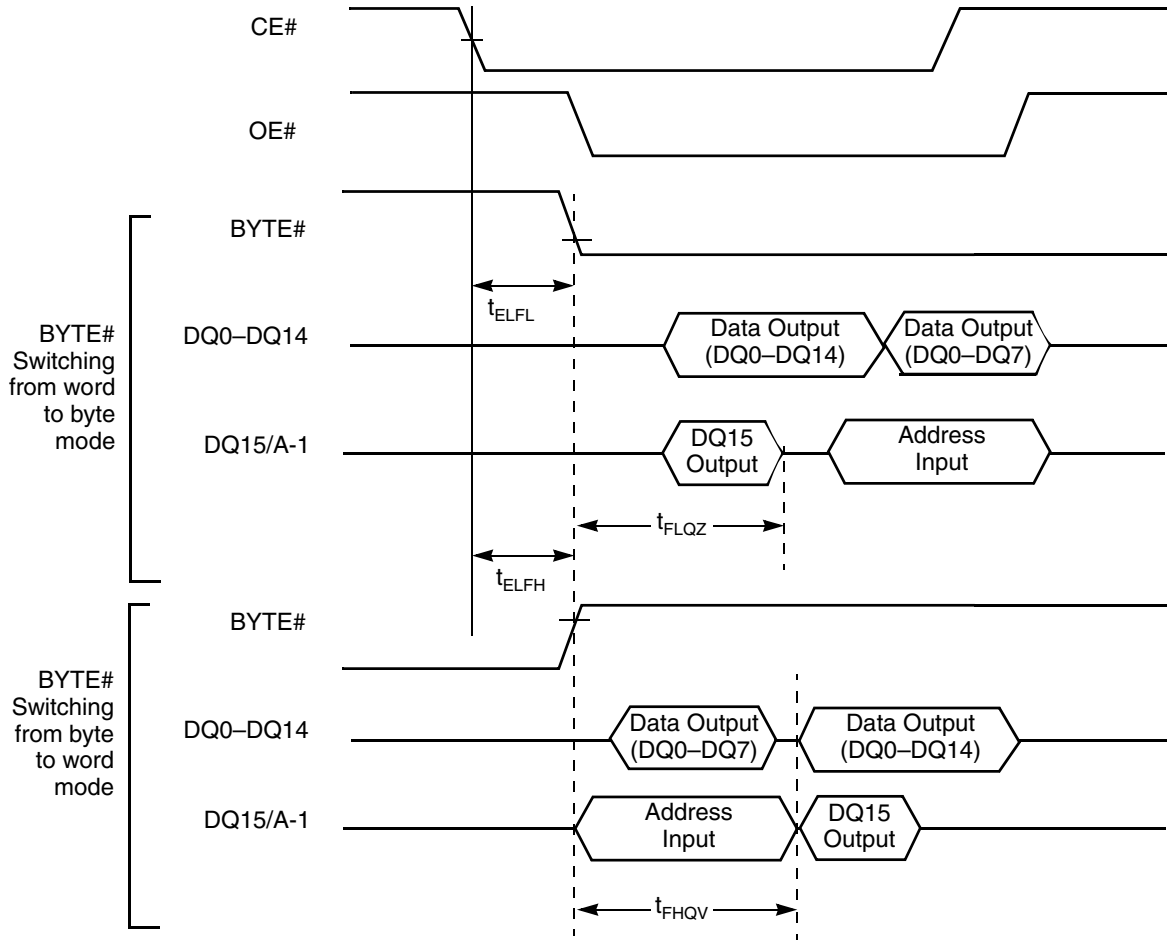 CE#
OE#
BYTE#
Switching
from word
to byte
mode
BYTE#
tELFL
DQ0–DQ14
Data Output
(DQ0–DQ14)
Data Output
(DQ0–DQ7)
DQ15/A-1
DQ15
Output
Address
Input
tFLQZ
tELFH
BYTE#
Switching
from byte
to word
mode
BYTE#
DQ0–DQ14
Data Output
(DQ0–DQ7)
Data Output
(DQ0–DQ14)
DQ15/A-1
Address
Input
DQ15
Output
tFHQV